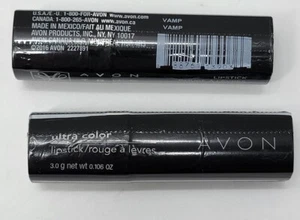 U.S.A./E.-U. 1-800-FOR-AVON
CANADA. 1-800-265-AVON www.avon.ca
MADE IN MEXICO/FAIT AU MEXIQUE
AVON PRODUCTS, INC. NY, NY 10017
©2016 AVON
VAMP
VAMP
AVON
LIPSTICK
ultra color
lipstick/rouge à lèvres
3.0 g net wt 0.106 OZ
AVON